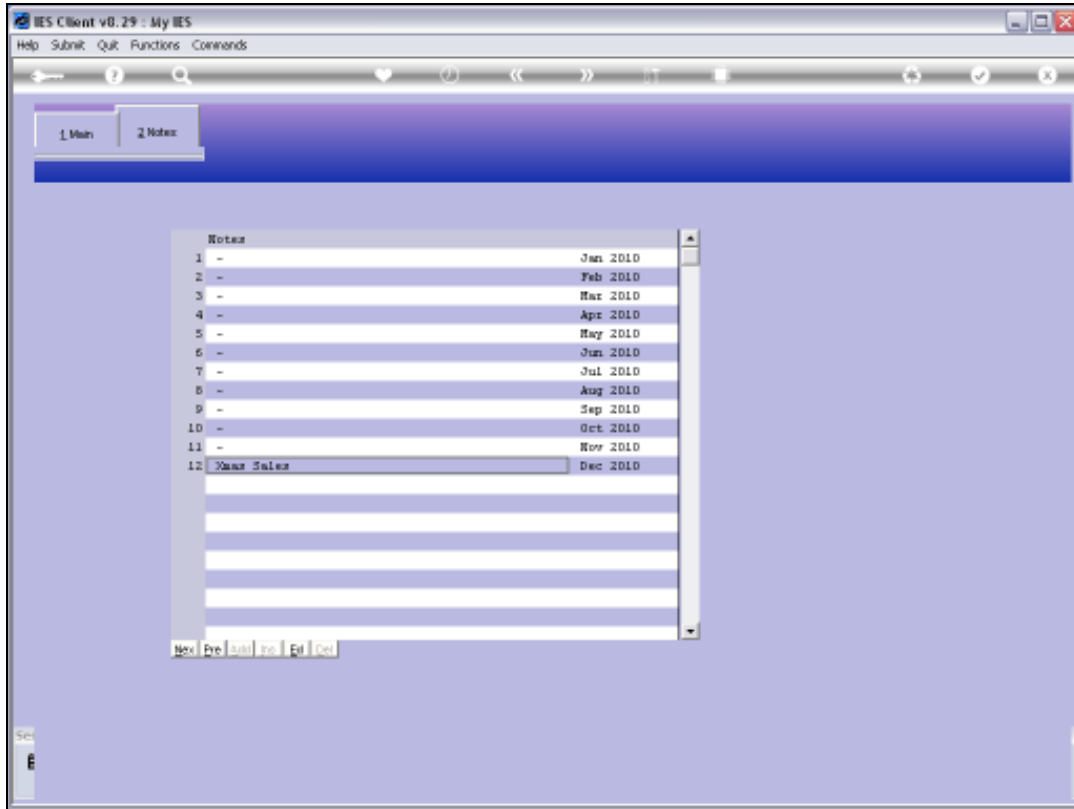 IES Client v8.29 : My IES
Help Submit Quit Functions Commands
1 Main 2 Notes
Notes
1 - Jan 2010
2 - Feb 2010
3 - Mar 2010
4 - Apr 2010
5 - May 2010
6 - Jun 2010
7 - Jul 2010
8 - Aug 2010
9 - Sep 2010
10 - Oct 2010
11 - Nov 2010
12 Xmas Sales Dec 2010
Nex Pre Add Ins Del